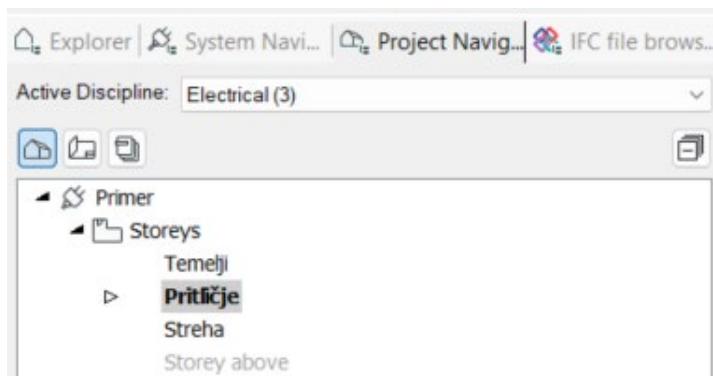 Explorer System Navi... Project Navig... IFC file brows..
Active Discipline: Electrical (3)
Primer
Storeys
Temelji
Pritličje
Streha
Storey above